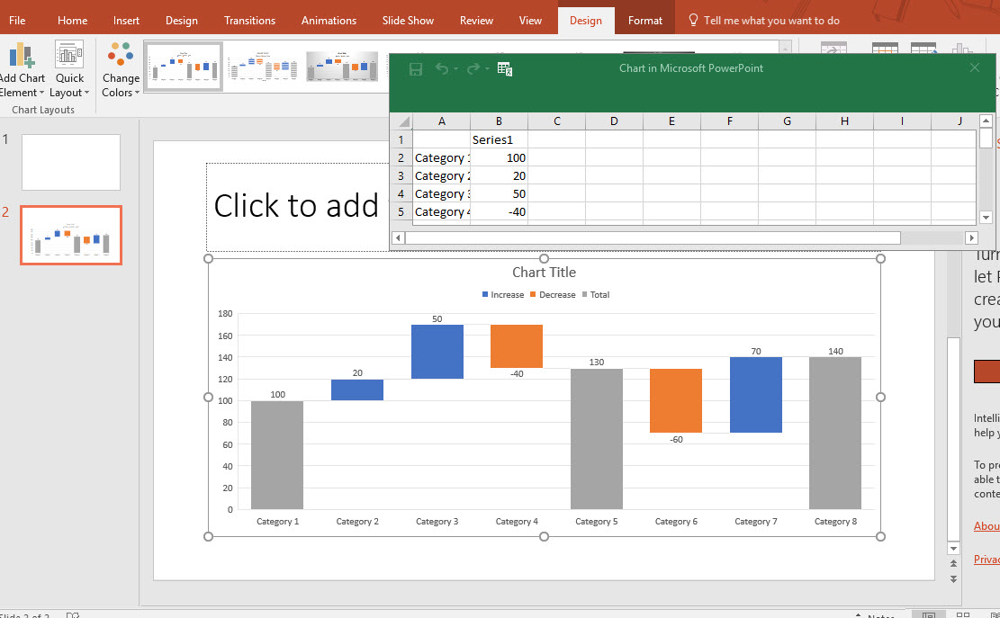 File Home Insert Design Transitions Animations Slide Show Review View Design Format Tell me what you want to do
Add Chart Element
Quick Layout
Change Colors
Chart Layouts
Chart in Microsoft PowerPoint
A B C D E F G H I J
1 Series1
2 Category 1 100
3 Category 2 20
4 Category 3 50
5 Category 4 -40
1
2
Click to add
Chart Title
Increase Decrease Total
180
160
140
120
100
80
60
40
20
0
100
20
50
-40
130
-60
70
140
Category 1 Category 2 Category 3 Category 4 Category 5 Category 6 Category 7 Category 8
let
crea
you
Intelli
help
To pr
able t
conte
Abou
Privac
Slide 2 of 2
Notes